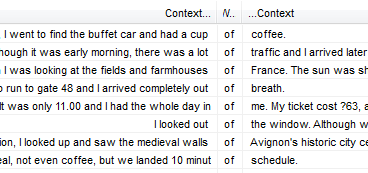 Context... N.. ...Context
, I went to find the buffet car and had a cup of coffee.
hough it was early morning, there was a lot of traffic and I arrived later
I was looking at the fields and farmhouses of France. The sun was sh
o run to gate 48 and I arrived completely out of breath.
It was only 11.00 and I had the whole day in of me. My ticket cost ?63, a
I looked out of the window. Although w
ion, I looked up and saw the medieval walls of Avignon's historic city ce
eal, not even coffee, but we landed 10 minut of schedule.